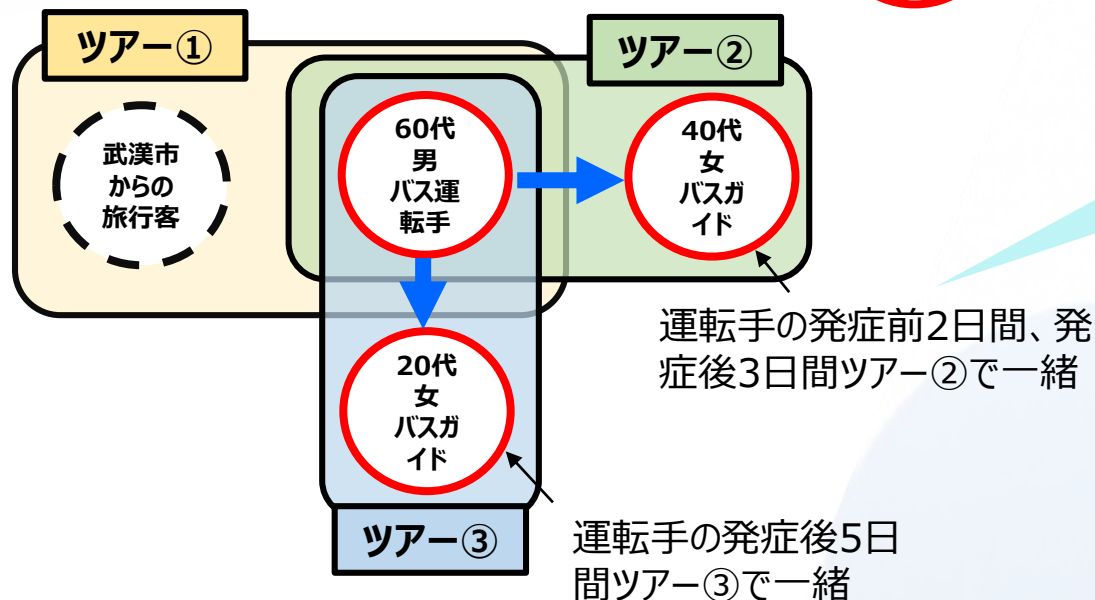 ツアー①
ツアー②
武漢市
からの
旅行客
60代
男
バス運
転手
40代
女
バスガ
イド
運転手の発症前2日間、発
症後3日間ツアー②で一緒
20代
女
バスガ
イド
ツアー③
運転手の発症後5日
間ツアー③で一緒